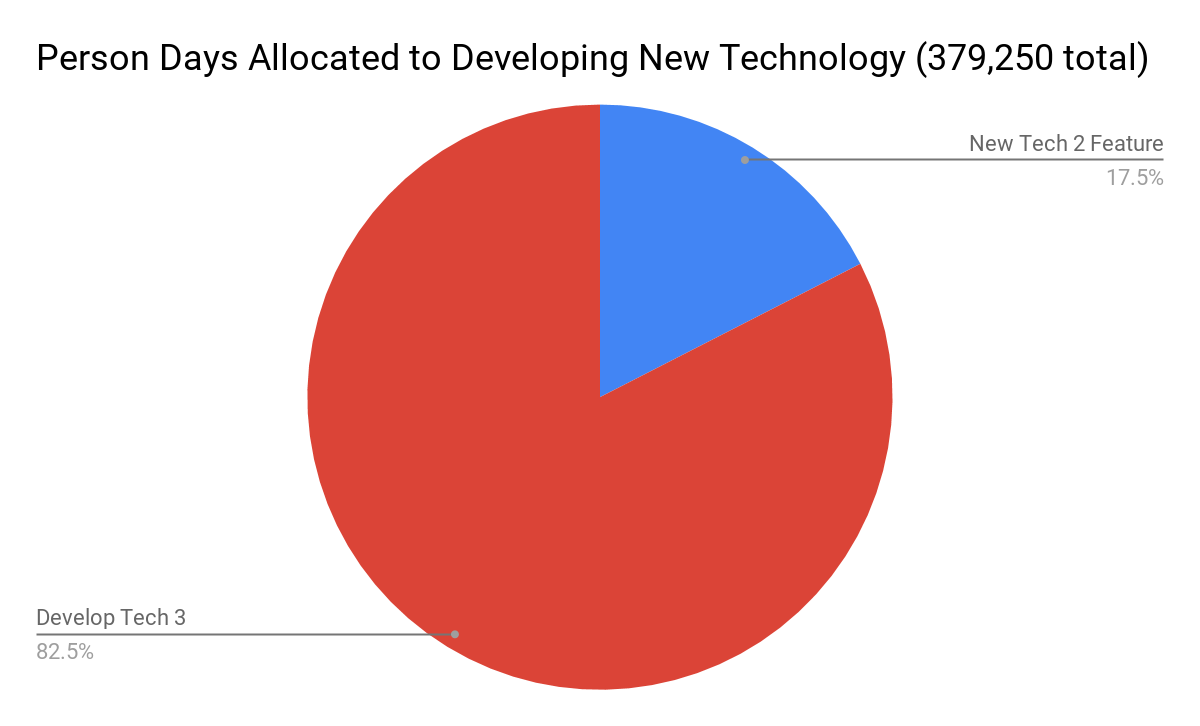 Person Days Allocated to Developing New Technology (379,250 total)
New Tech 2 Feature
17.5%
Develop Tech 3
82.5%